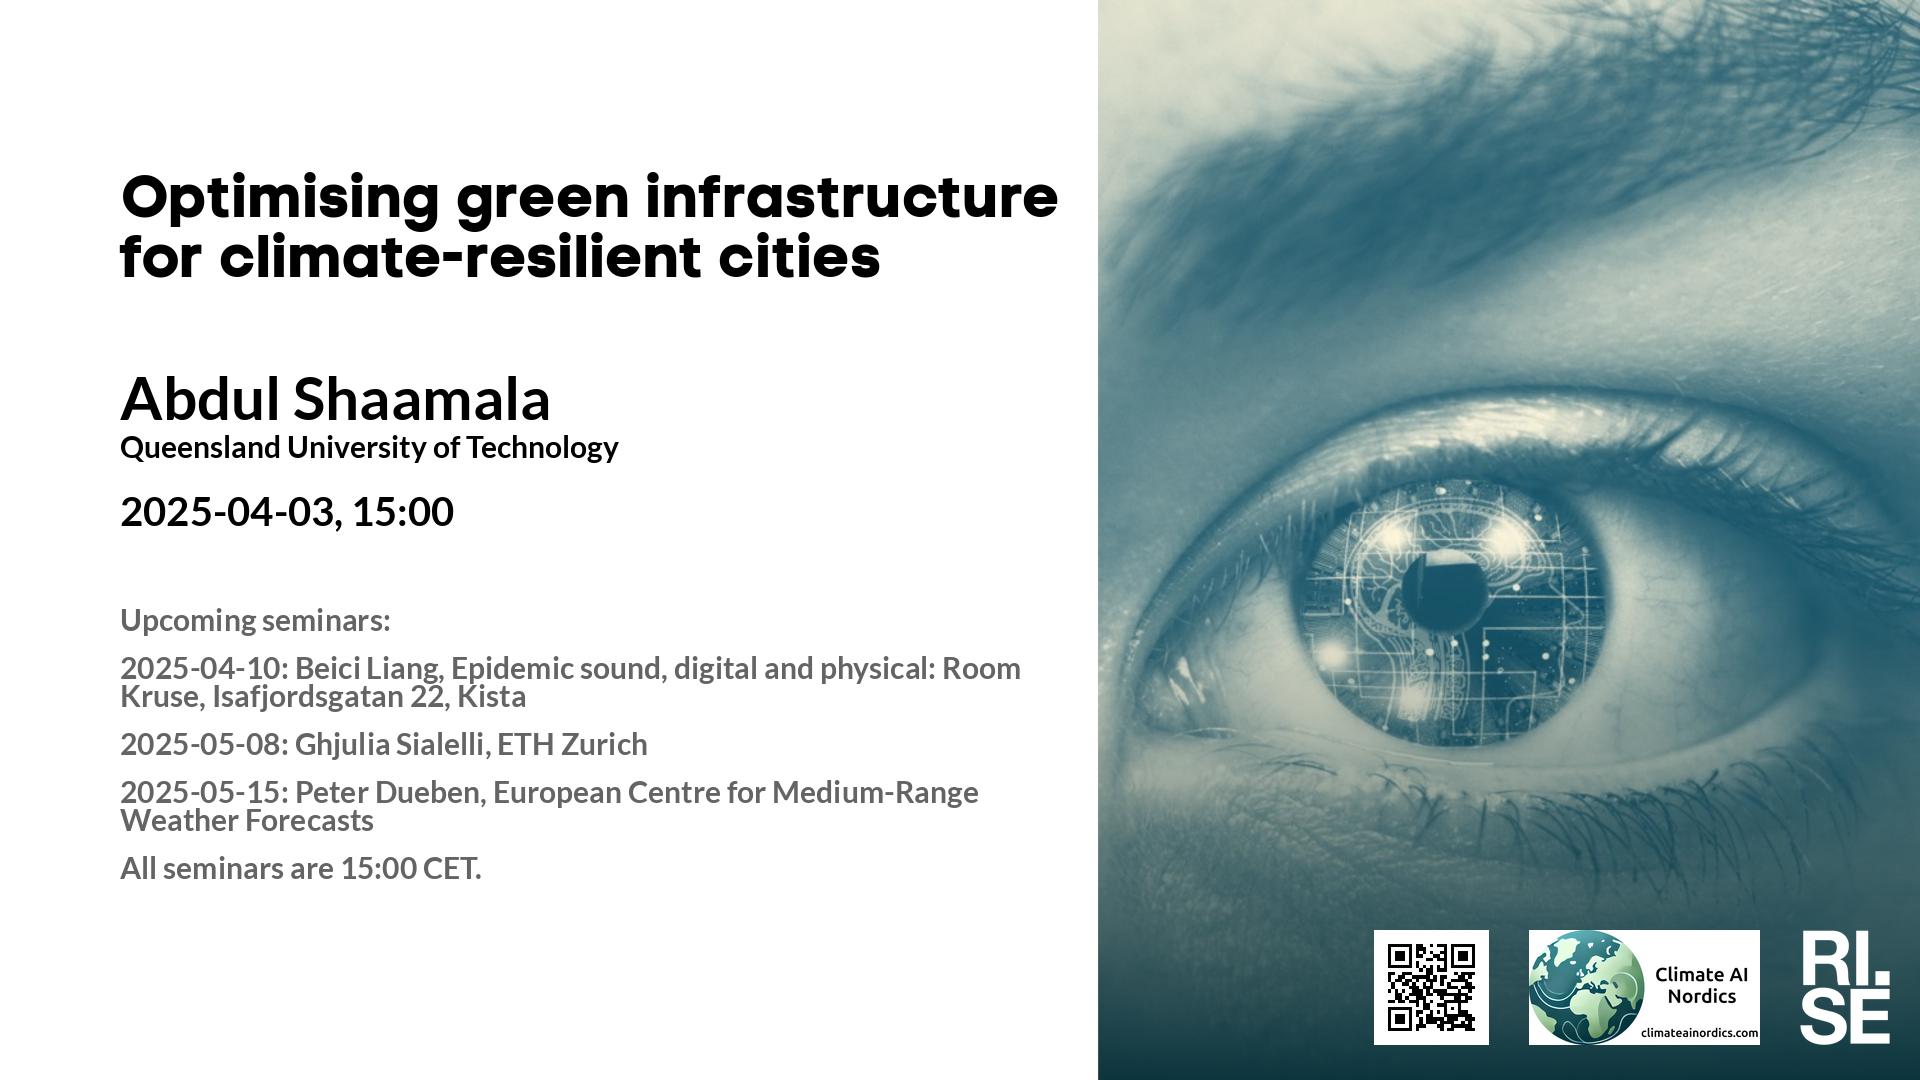 Optimising green infrastructure
for climate-resilient cities
Abdul Shaamala
Queensland University of Technology
2025-04-03, 15:00
Upcoming seminars:
2025-04-10: Beici Liang, Epidemic sound, digital and physical: Room
Kruse, Isafjordsgatan 22, Kista
2025-05-08: Ghjulia Sialelli, ETH Zurich
2025-05-15: Peter Dueben, European Centre for Medium-Range
Weather Forecasts
All seminars are 15:00 CET.
Climate AI
Nordics
climateainordics.com
RI.
SE